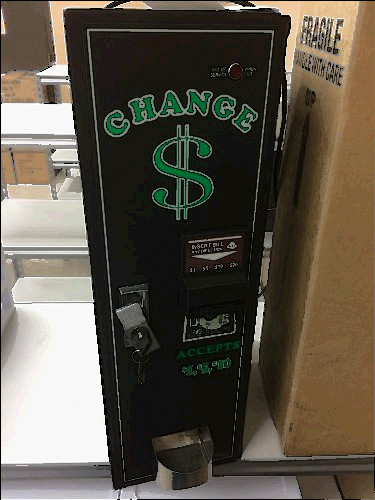 FRAGILE
HANDLE WITH CARE
UP
CHANGE
$
INSERT BILL
$1 $5 $10 $20
ACCEPTS
$1, $5, $10